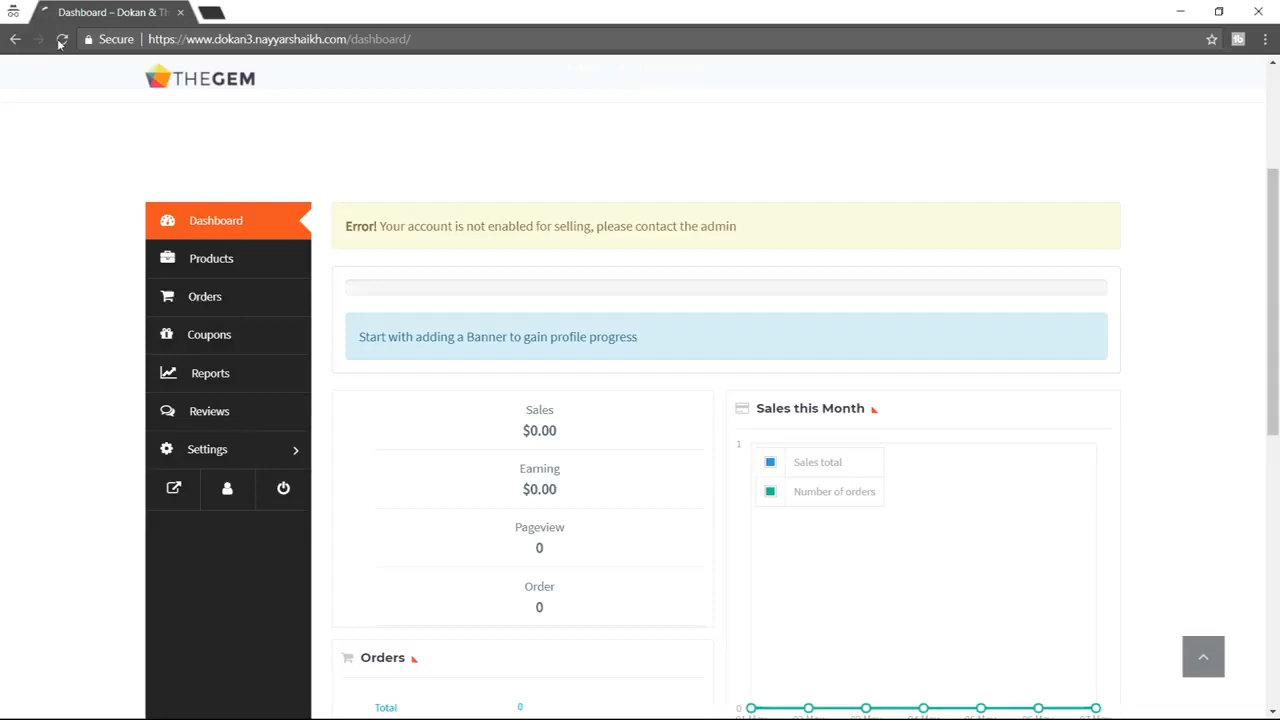 Dashboard – Dokan & Th
Secure
https://www.dokan3.nayyarshaikh.com/dashboard/
THEGEM
Dashboard
Products
Orders
Coupons
Reports
Reviews
Settings
Error! Your account is not enabled for selling, please contact the admin
Start with adding a Banner to gain profile progress
Sales
$0.00
Earning
$0.00
Pageview
0
Order
0
Orders
Total 0
Sales this Month
1
Sales total
Number of orders
0